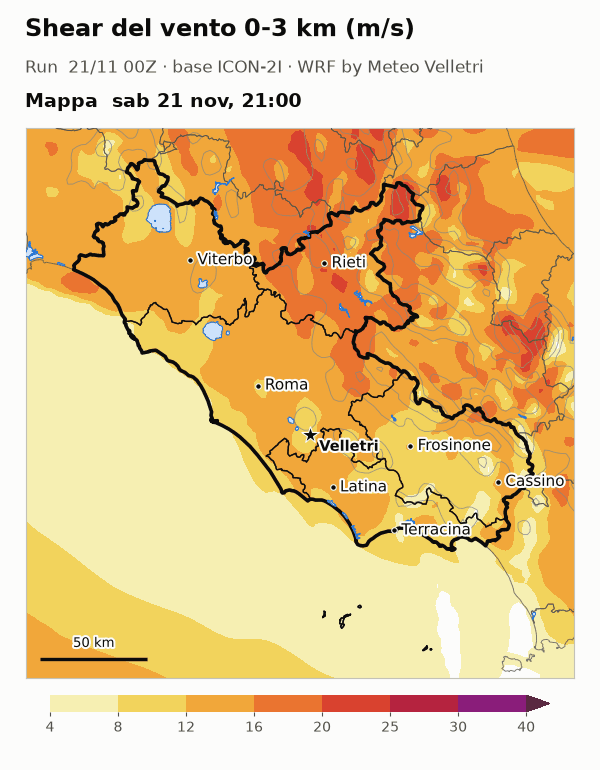 Shear del vento 0-3 km (m/s)
Run  21/11 00Z · base ICON-2I · WRF by Meteo Velletri
Mappa  sab 21 nov, 21:00
Viterbo
Rieti
Roma
Velletri
Frosinone
Cassino
Latina
Terracina
50 km
4 8 12 16 20 25 30 40